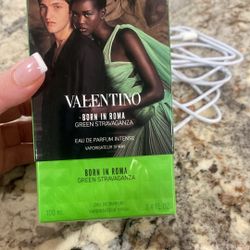 VALENTINO
BORN IN ROMA
GREEN STRAVAGANZA
EAU DE PARFUM INTENSE
VAPORISATEUR SPRAY
BORN IN ROMA
GREEN STRAVAGANZA
100 ml
3.4 FL. OZ